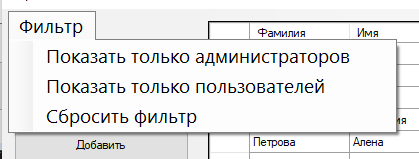 Фильтр
Фамилия Имя
Показать только администраторов
Показать только пользователей
Сбросить фильтр
Добавить Петрова Алена